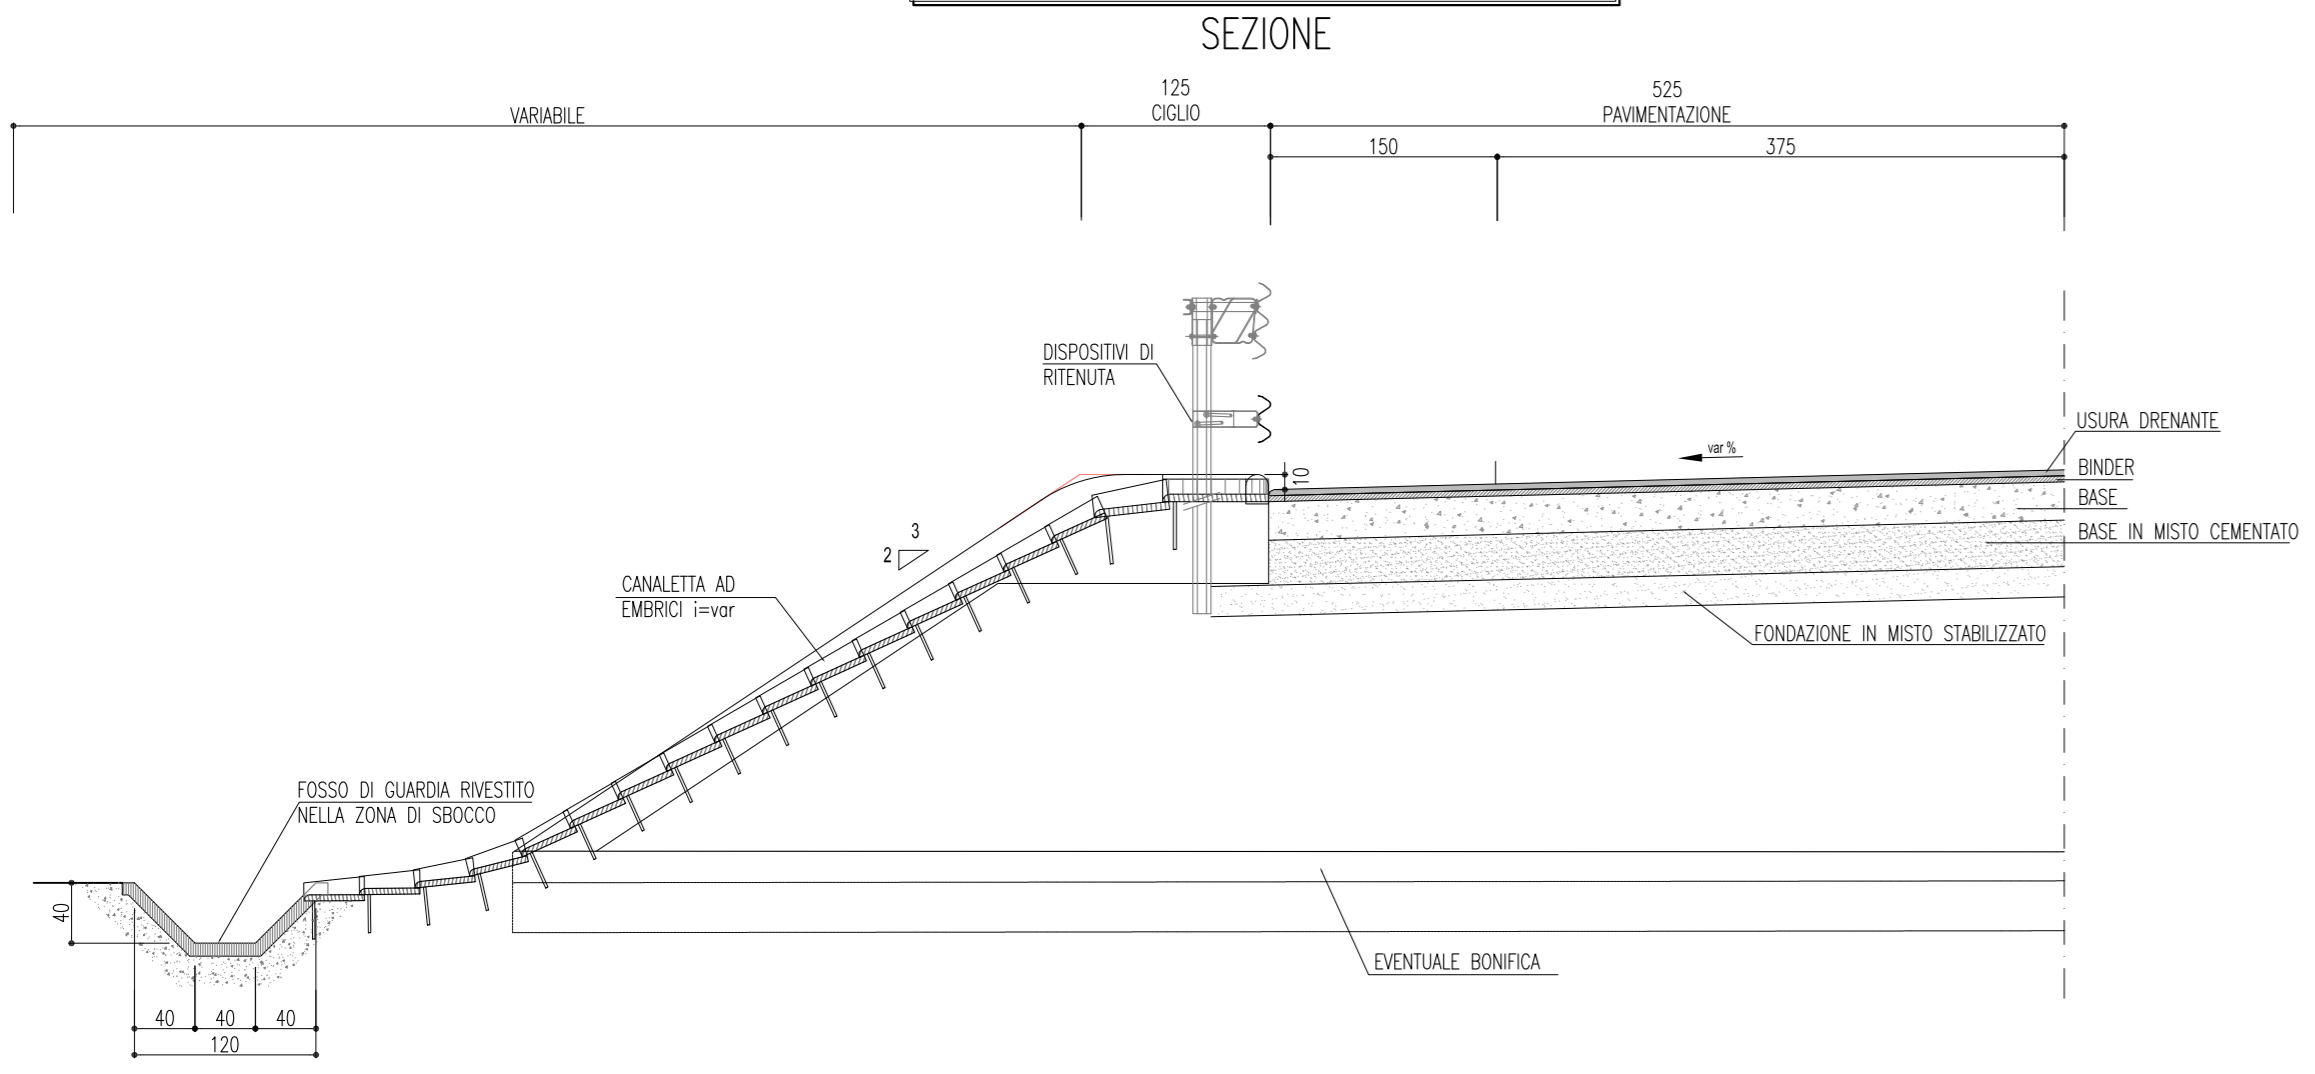 SEZIONE
VARIABILE
125
CIGLIO
525
PAVIMENTAZIONE
150
375
DISPOSITIVI DI
RITENUTA
var %
10
USURA DRENANTE
BINDER
BASE
BASE IN MISTO CEMENTATO
3
2
CANALETTA AD
EMBRICI i=var
FONDAZIONE IN MISTO STABILIZZATO
FOSSO DI GUARDIA RIVESTITO
NELLA ZONA DI SBOCCO
40
EVENTUALE BONIFICA
40 40 40
120